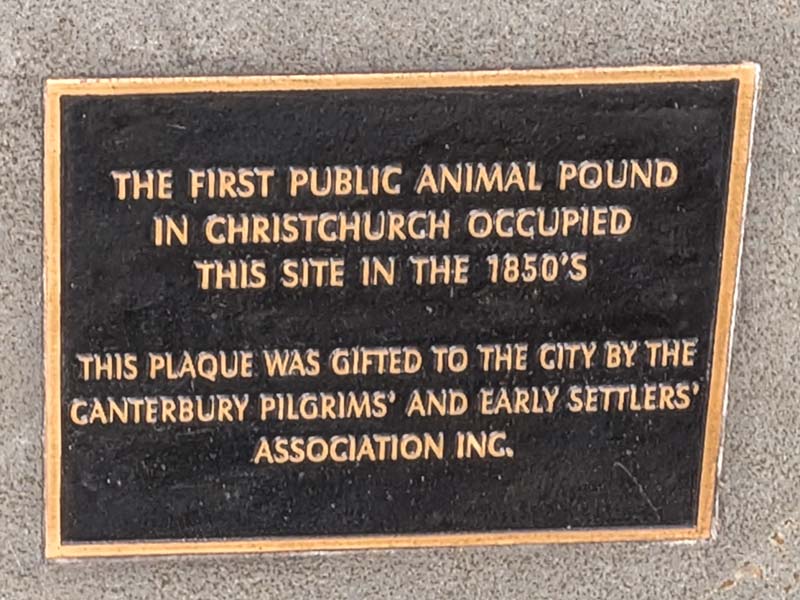 THE FIRST PUBLIC ANIMAL POUND
IN CHRISTCHURCH OCCUPIED
THIS SITE IN THE 1850'S
THIS PLAQUE WAS GIFTED TO THE CITY BY THE
CANTERBURY PILGRIMS' AND EARLY SETTLERS'
ASSOCIATION INC.